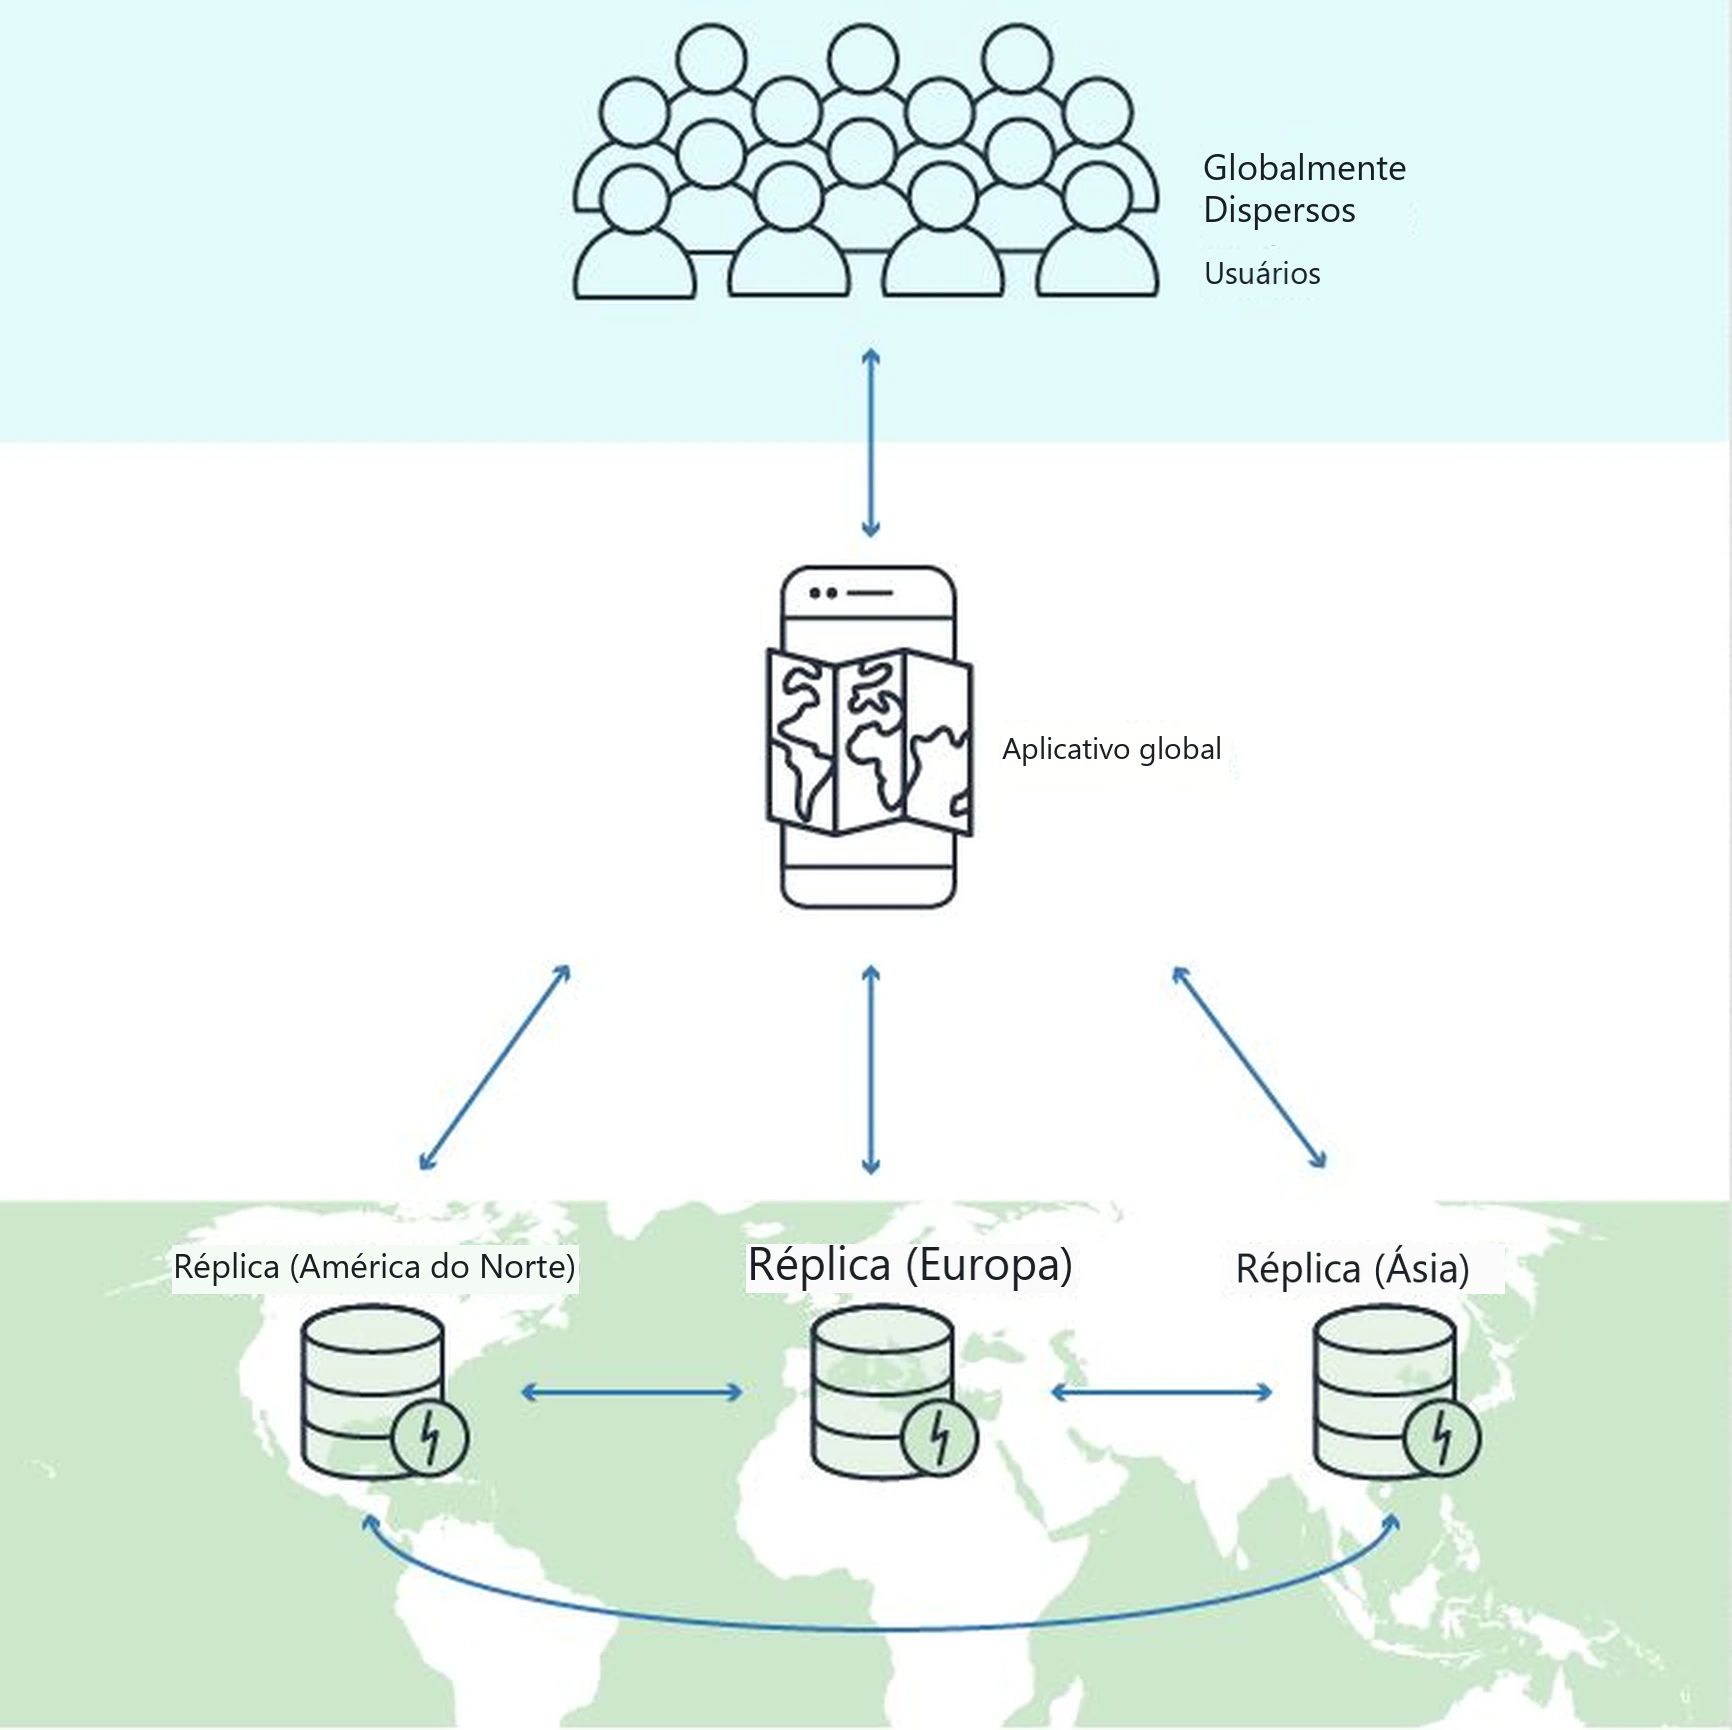 Globalmente
Dispersos
Usuários
Aplicativo global
Réplica (América do Norte)
Réplica (Europa)
Réplica (Ásia)